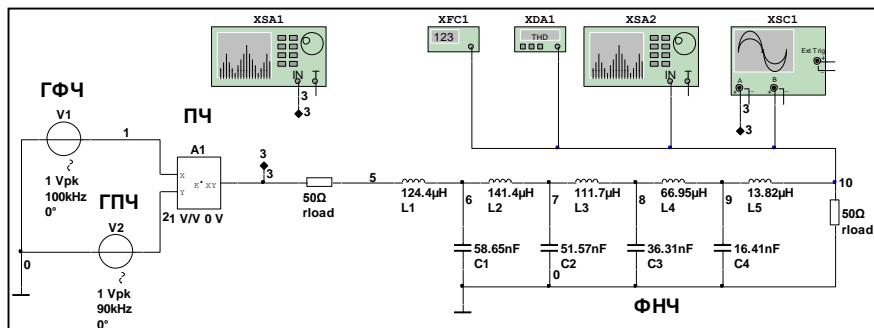 XSA1
XFC1
XDA1
XSA2
XSC1
123
THD
IN
T
IN
T
Ext Trig
A
B
3
3
ГФЧ
V1
1
ПЧ
A1
X
Y
K XY
1 Vpk
100kHz
0°
ГПЧ
V2
2
1 V/V 0 V
0
1 Vpk
90kHz
0°
3
3
50Ω
rload
5
124.4µH
L1
6
141.4µH
L2
7
111.7µH
L3
8
66.95µH
L4
9
13.82µH
L5
10
50Ω
rload
58.65nF
C1
51.57nF
C2
0
36.31nF
C3
16.41nF
C4
ФНЧ